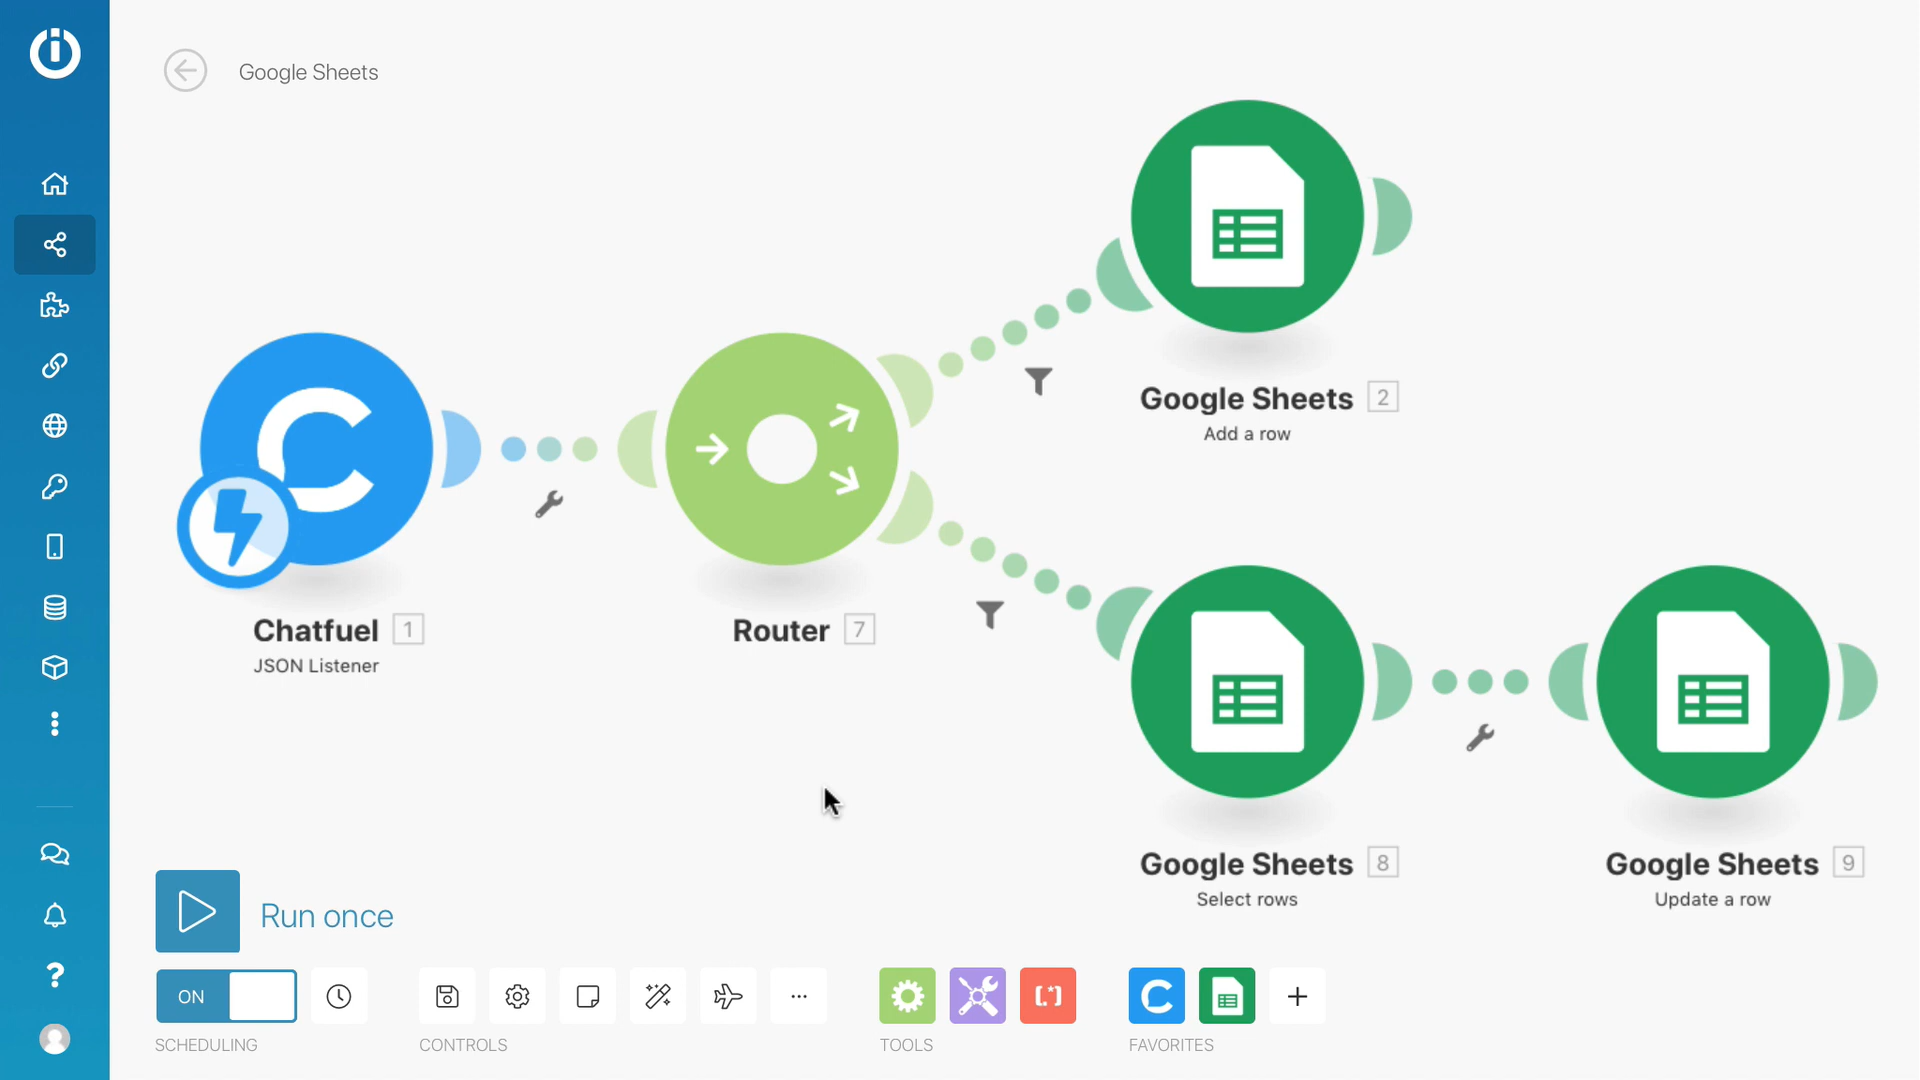 Google Sheets
Google Sheets 2
Add a row
Chatfuel 1
JSON Listener
Router 7
Google Sheets 8
Select rows
Google Sheets 9
Update a row
Run once
ON
SCHEDULING
CONTROLS
TOOLS
FAVORITES